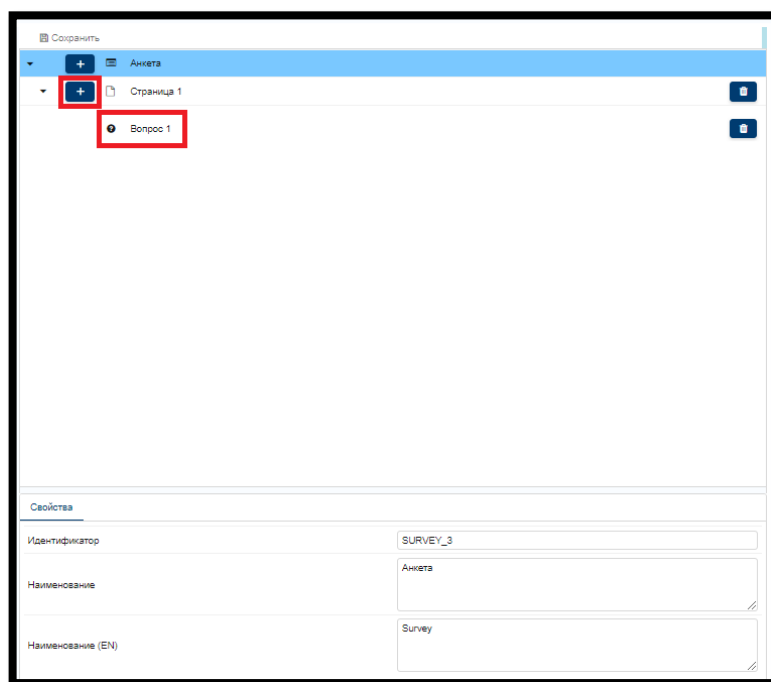 Сохранить
Анкета
Страница 1
Вопрос 1
Свойства
Идентификатор SURVEY_3
Наименование Анкета
Наименование (EN) Survey